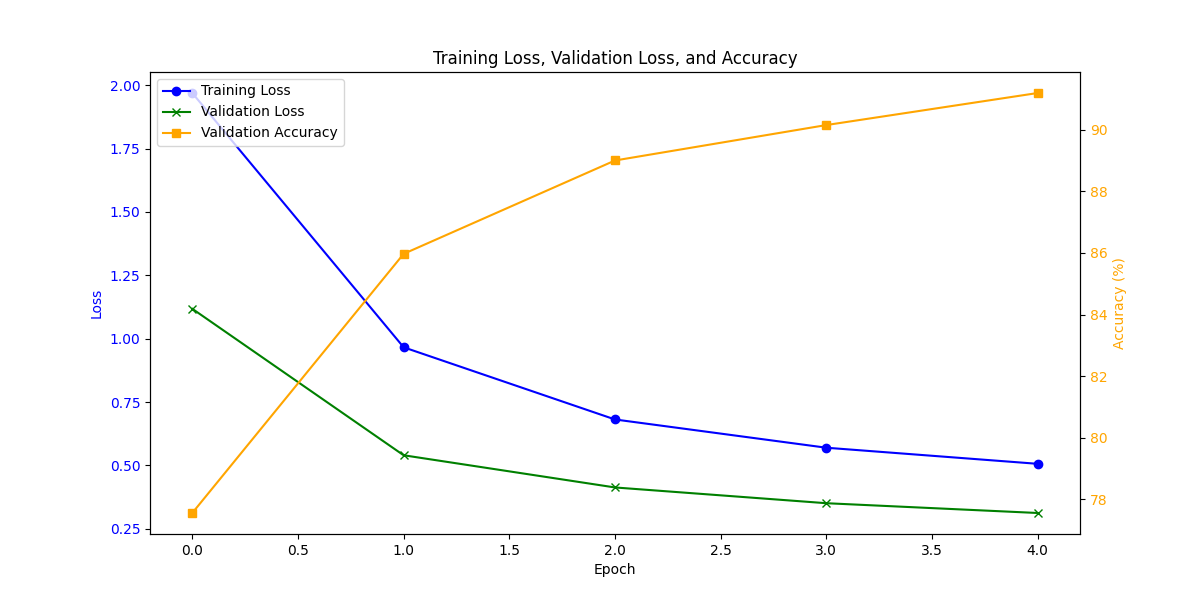 Training Loss, Validation Loss, and Accuracy
Training Loss
Validation Loss
Validation Accuracy
Loss
2.00
1.75
1.50
1.25
1.00
0.75
0.50
0.25
Accuracy (%)
90
88
86
84
82
80
78
0.0 0.5 1.0 1.5 2.0 2.5 3.0 3.5 4.0
Epoch